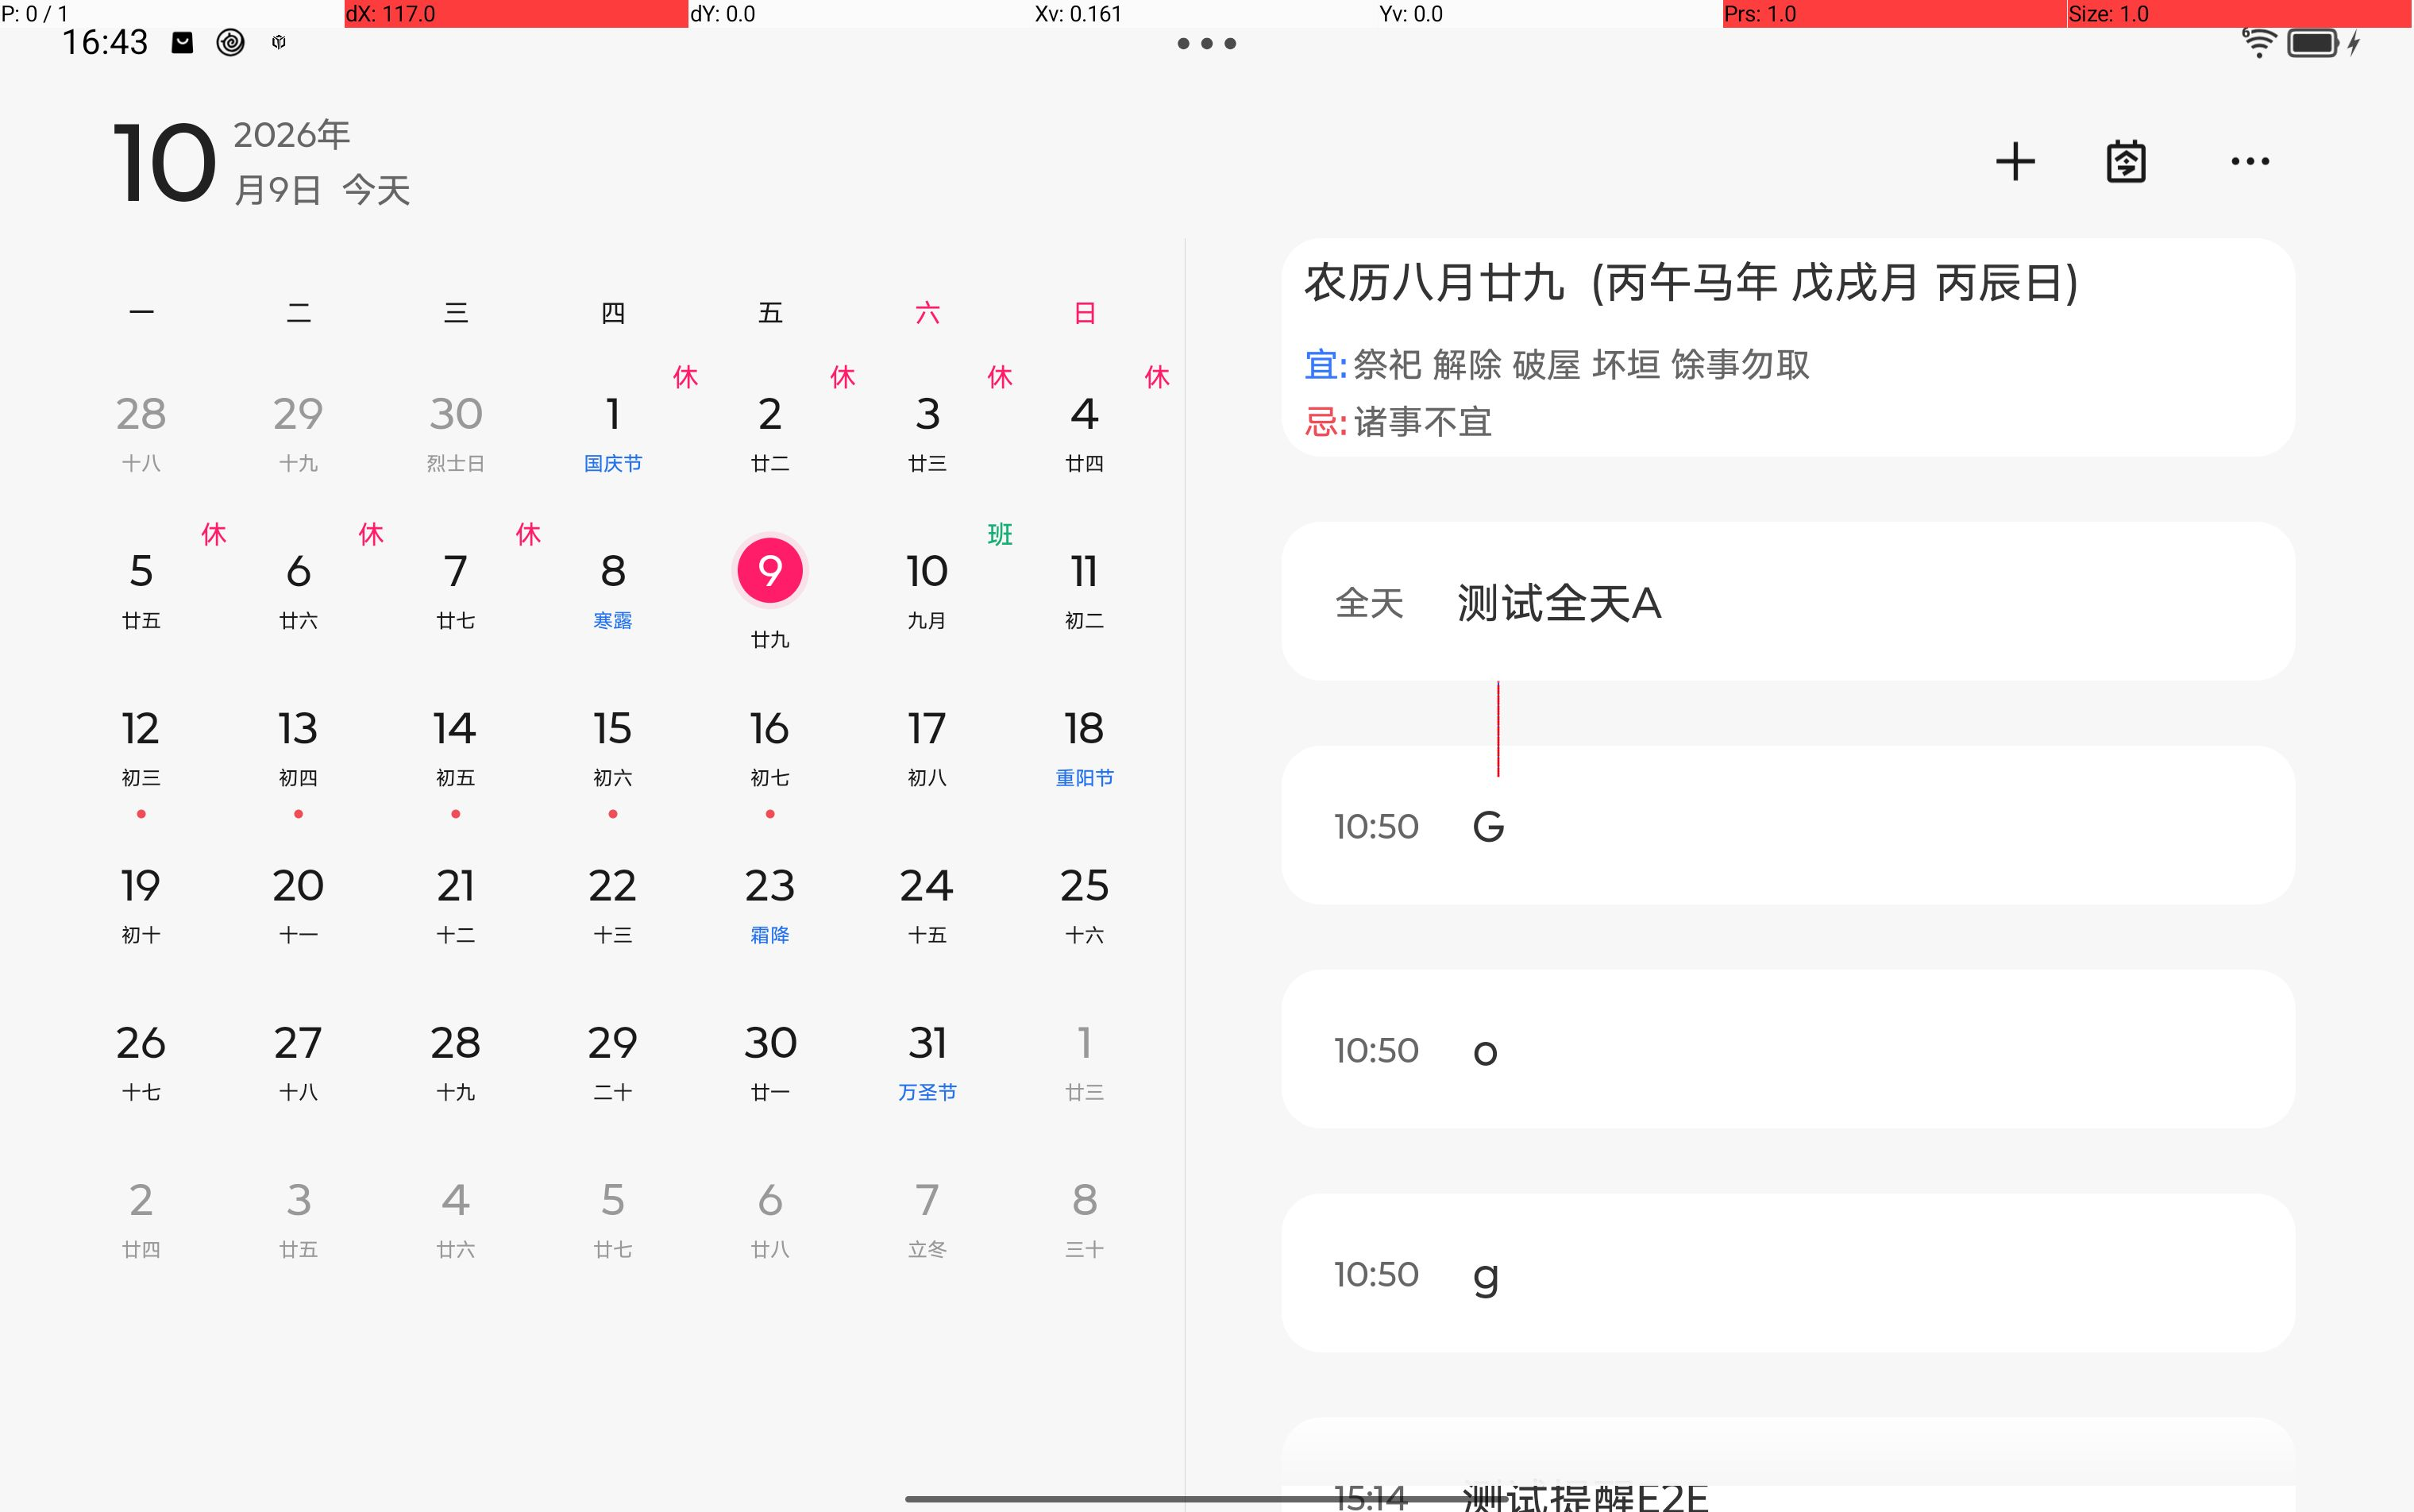 P: 0 / 1 dX: 117.0 dY: 0.0 Xv: 0.161 Yv: 0.0 Prs: 1.0 Size: 1.0
16:43
6
10 2026年
月9日 今天
一 二 三 四 五 六 日
休 休 休 休
28 29 30 1 2 3 4
十八 十九 烈士日 国庆节 廿二 廿三 廿四
休 休 休 班
5 6 7 8 9 10 11
廿五 廿六 廿七 寒露 廿九 九月 初二
12 13 14 15 16 17 18
初三 初四 初五 初六 初七 初八 重阳节
19 20 21 22 23 24 25
初十 十一 十二 十三 霜降 十五 十六
26 27 28 29 30 31 1
十七 十八 十九 二十 廿一 万圣节 廿三
2 3 4 5 6 7 8
廿四 廿五 廿六 廿七 廿八 立冬 三十
今
农历八月廿九 (丙午马年 戊戌月 丙辰日)
宜: 祭祀 解除 破屋 坏垣 馀事勿取
忌: 诸事不宜
全天 测试全天A
10:50 G
10:50 o
10:50 g
15:14 测试提醒E2E